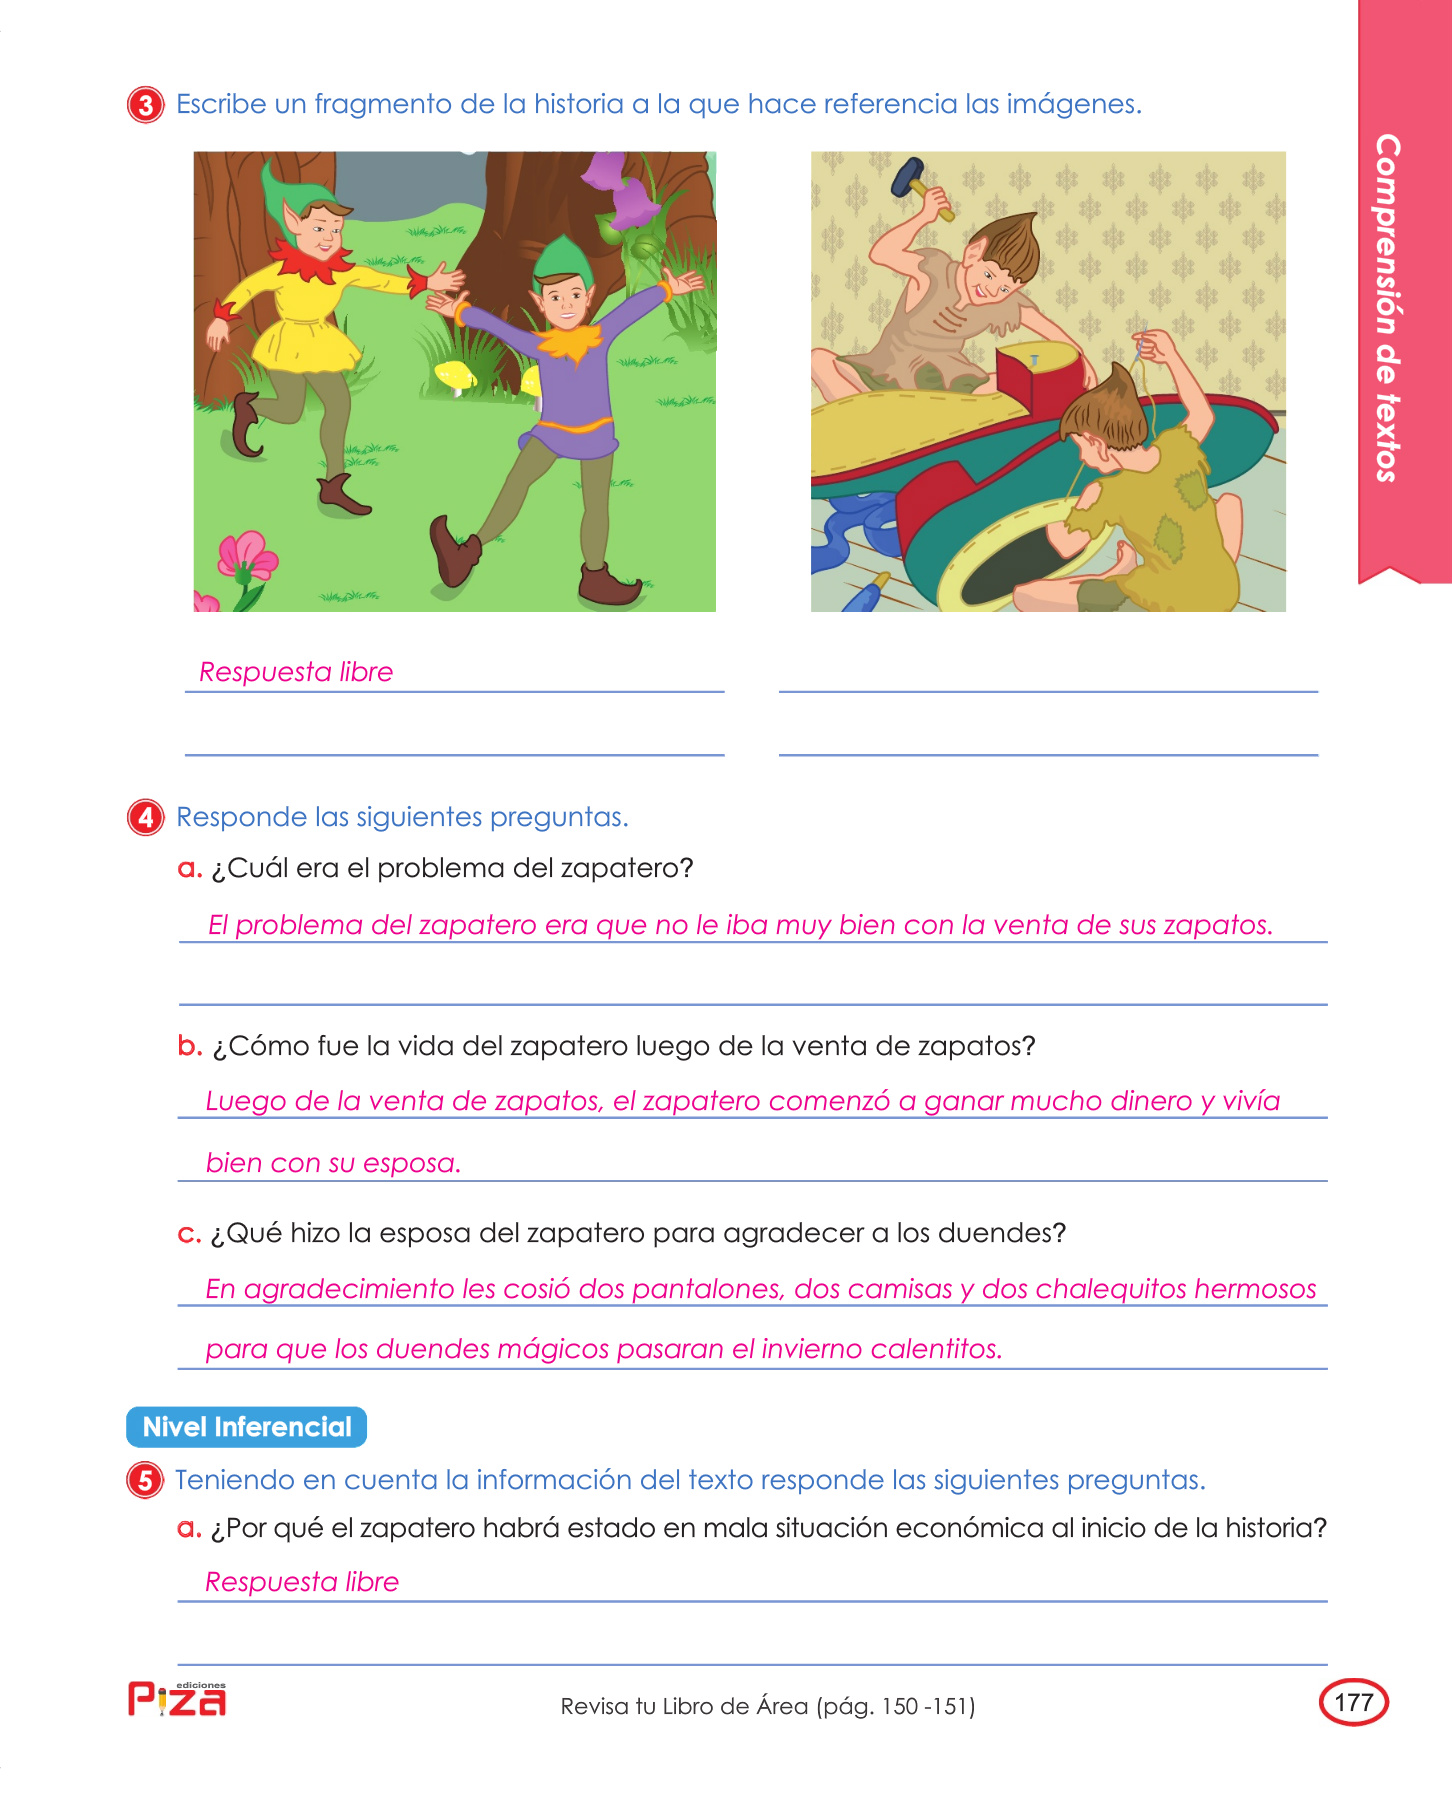 Comprensión de textos
3 Escribe un fragmento de la historia a la que hace referencia las imágenes.
Respuesta libre
4 Responde las siguientes preguntas.
a. ¿Cuál era el problema del zapatero?
El problema del zapatero era que no le iba muy bien con la venta de sus zapatos.
b. ¿Cómo fue la vida del zapatero luego de la venta de zapatos?
Luego de la venta de zapatos, el zapatero comenzó a ganar mucho dinero y vivía
bien con su esposa.
c. ¿Qué hizo la esposa del zapatero para agradecer a los duendes?
En agradecimiento les cosió dos pantalones, dos camisas y dos chalequitos hermosos
para que los duendes mágicos pasaran el invierno calentitos.
Nivel Inferencial
5 Teniendo en cuenta la información del texto responde las siguientes preguntas.
a. ¿Por qué el zapatero habrá estado en mala situación económica al inicio de la historia?
Respuesta libre
ediciones
Piza
Revisa tu Libro de Área (pág. 150 -151)
177